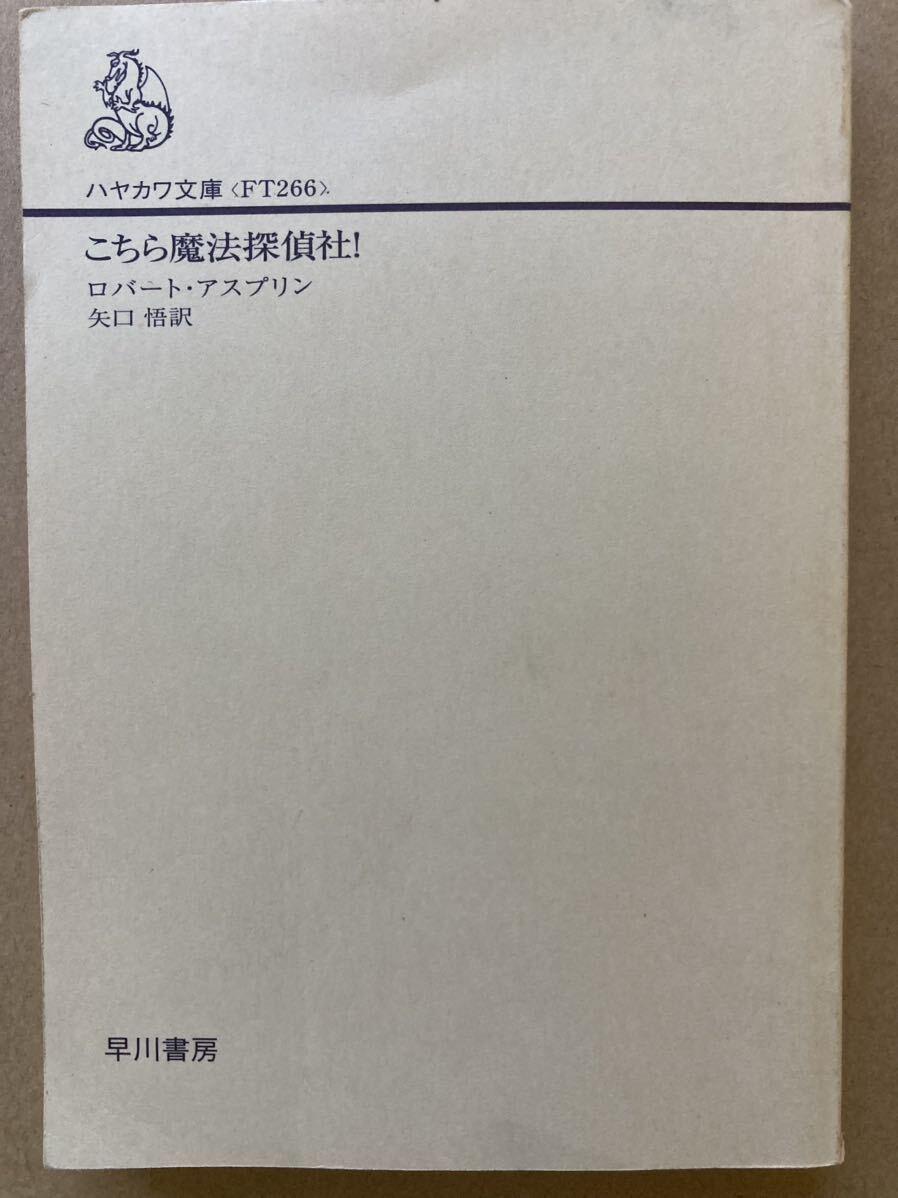 ハヤカワ文庫〈FT266〉
こちら魔法探偵社!
ロバート・アスプリン
矢口 悟訳
早川書房